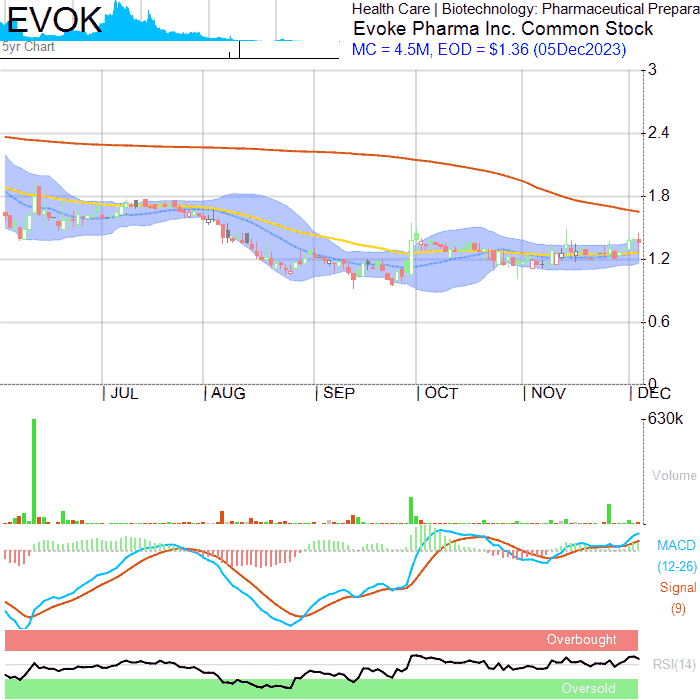 EVOK
5yr Chart
Health Care | Biotechnology: Pharmaceutical Prepara
Evoke Pharma Inc. Common Stock
MC = 4.5M, EOD = $1.36 (05Dec2023)
3
2.4
1.8
1.2
0.6
0
JUL AUG SEP OCT NOV DEC
630k
Volume
MACD
(12-26)
Signal
(9)
Overbought
RSI(14)
Oversold